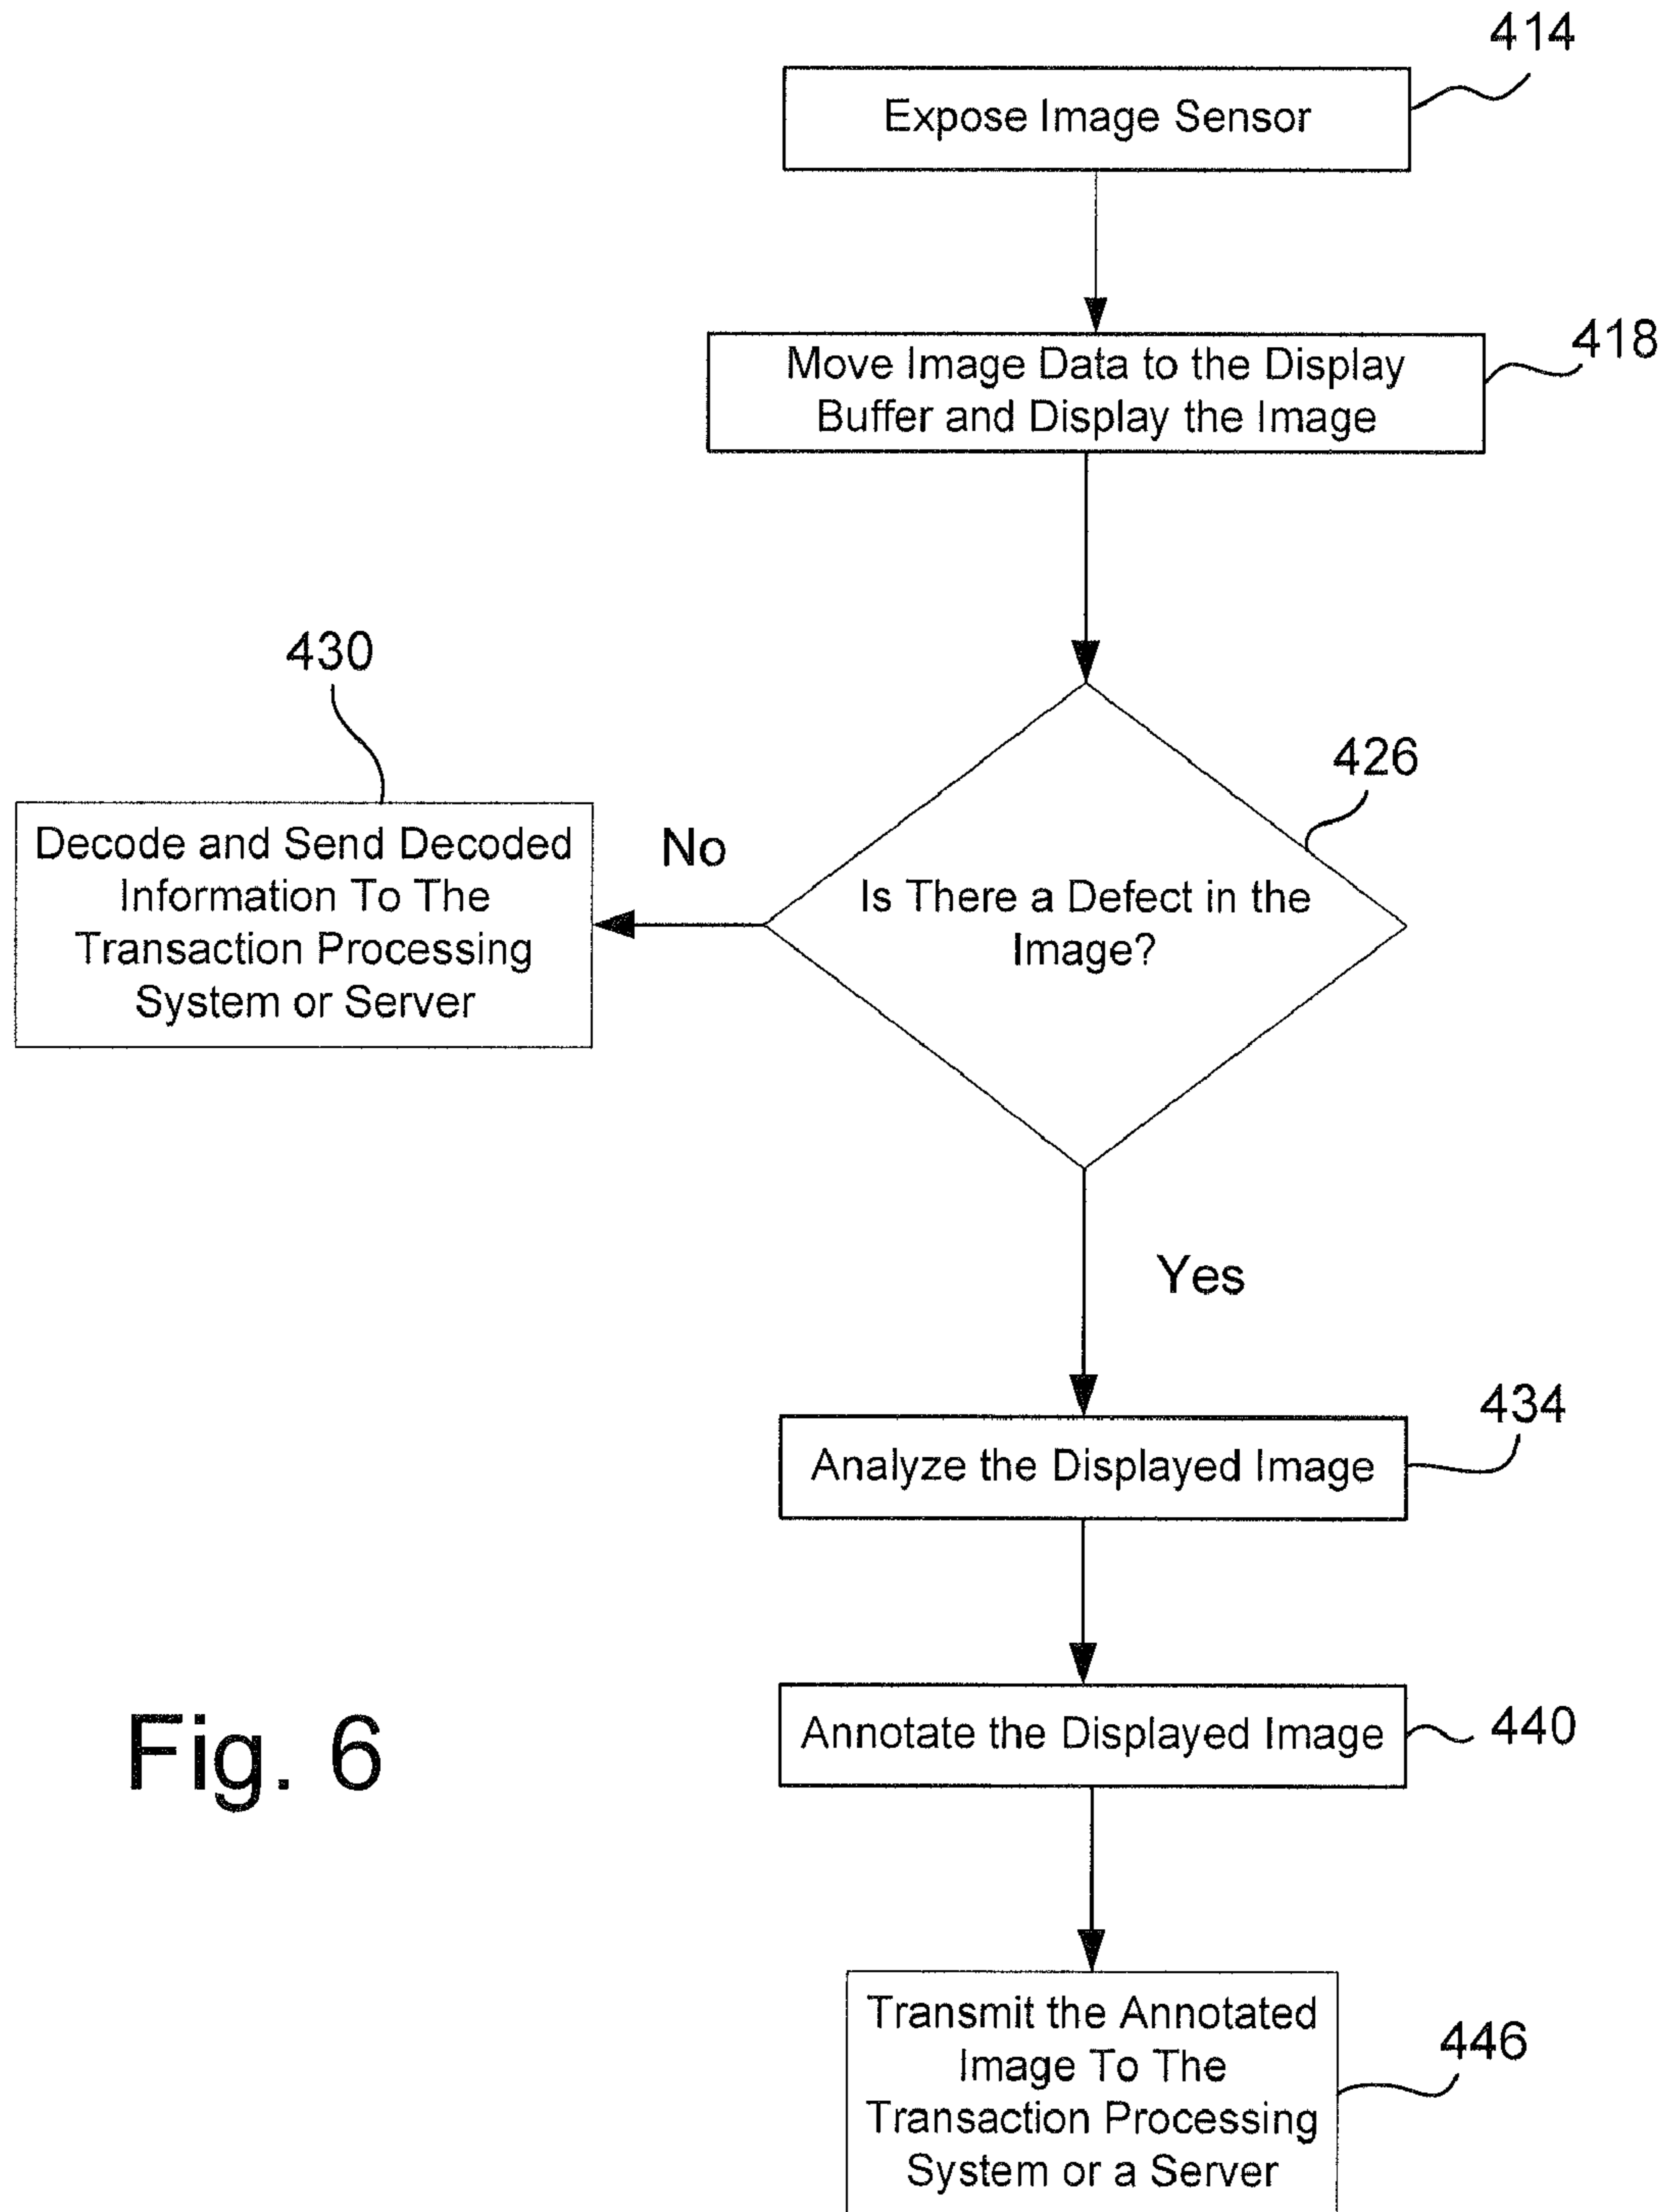 414
Expose Image Sensor
418
Move Image Data to the Display
Buffer and Display the Image
430
426
Decode and Send Decoded
Information To The
Transaction Processing
System or Server
No
Is There a Defect in the
Image?
Yes
434
Analyze the Displayed Image
440
Annotate the Displayed Image
Fig. 6
446
Transmit the Annotated
Image To The
Transaction Processing
System or a Server